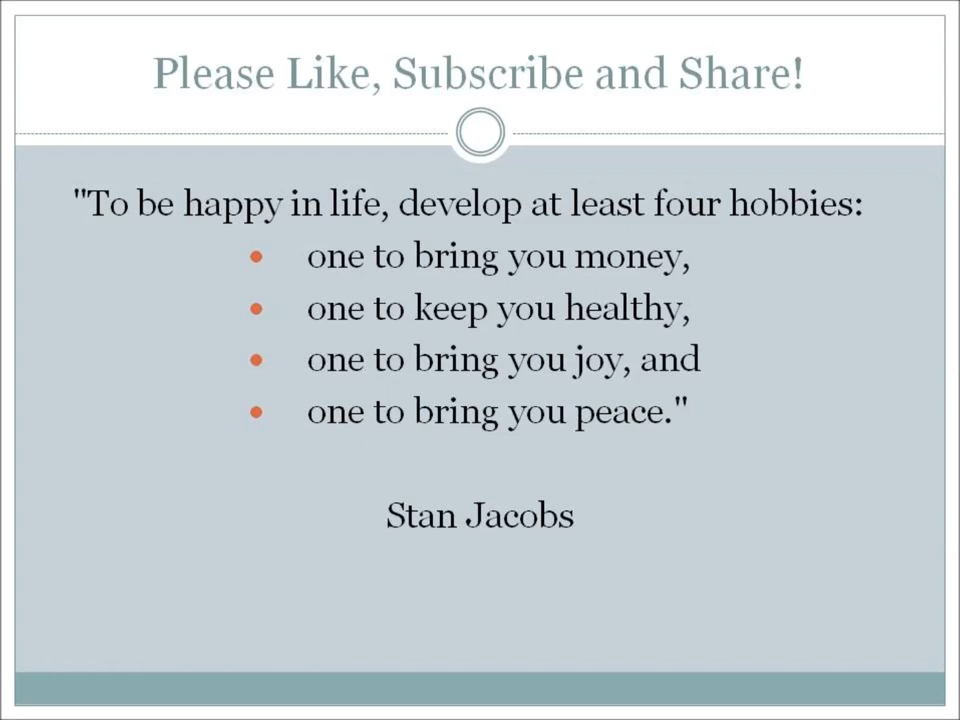 Please Like, Subscribe and Share!
"To be happy in life, develop at least four hobbies:
• one to bring you money,
• one to keep you healthy,
• one to bring you joy, and
• one to bring you peace."
Stan Jacobs